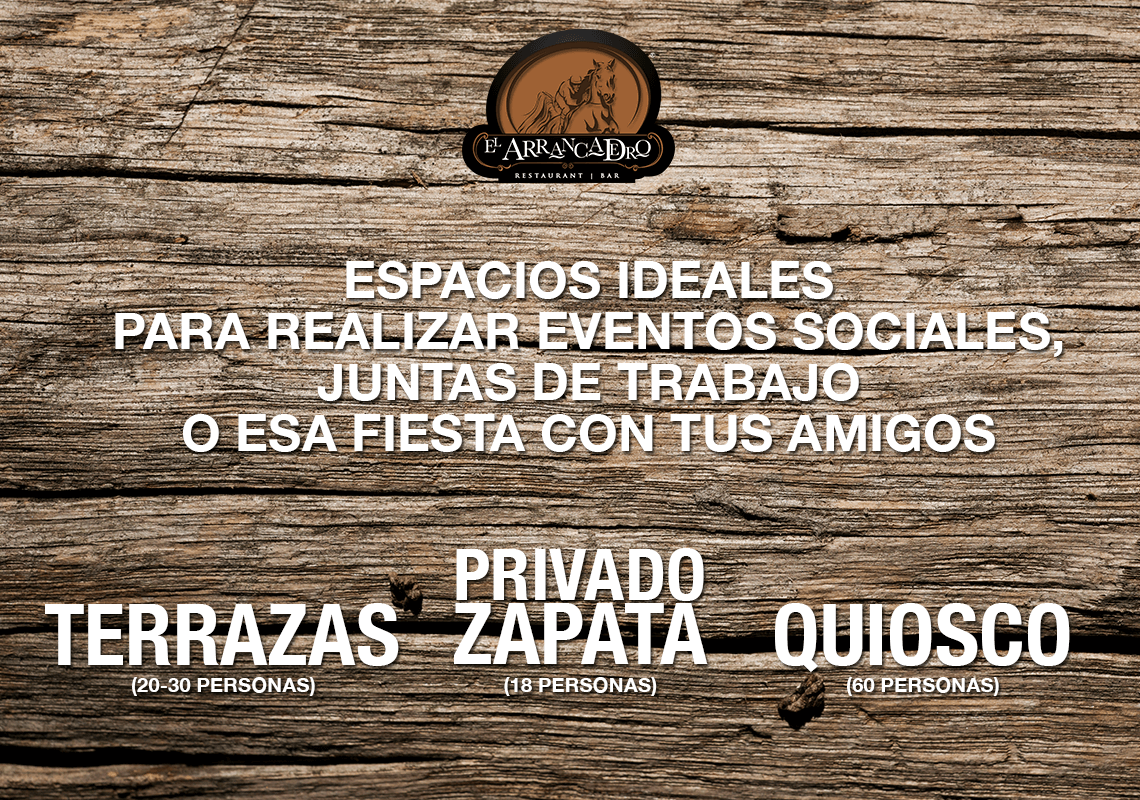 EL ARRANCADERO
RESTAURANT | BAR
ESPACIOS IDEALES
PARA REALIZAR EVENTOS SOCIALES,
JUNTAS DE TRABAJO
O ESA FIESTA CON TUS AMIGOS
TERRAZAS
(20-30 PERSONAS)
PRIVADO
ZAPATA
(18 PERSONAS)
QUIOSCO
(60 PERSONAS)